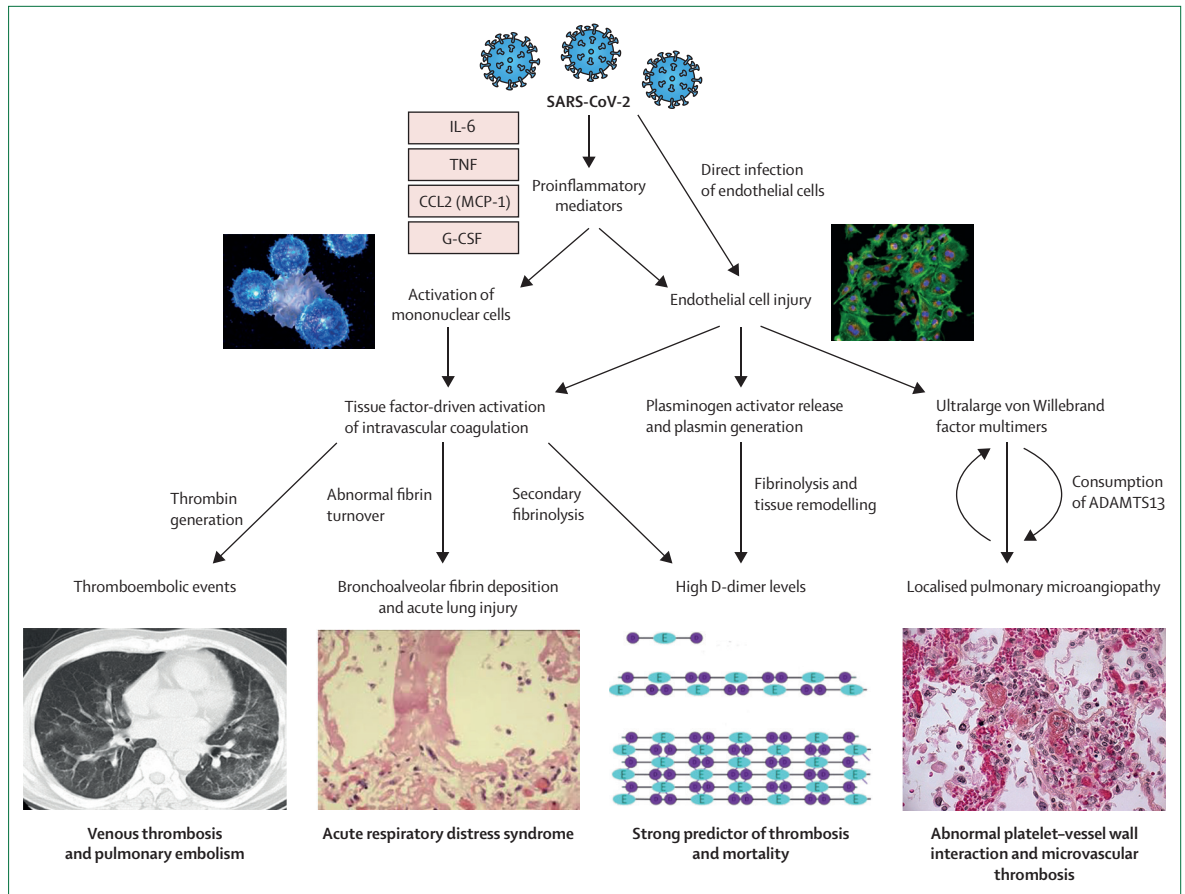 SARS-CoV-2
IL-6
TNF
CCL2 (MCP-1)
G-CSF
Proinflammatory
mediators
Direct infection
of endothelial cells
Activation of
mononuclear cells
Endothelial cell injury
Tissue factor-driven activation
of intravascular coagulation
Plasminogen activator release
and plasmin generation
Ultralarge von Willebrand
factor multimers
Thrombin
generation
Abnormal fibrin
turnover
Secondary
fibrinolysis
Fibrinolysis and
tissue remodelling
Consumption
of ADAMTS13
Thromboembolic events
Bronchoalveolar fibrin deposition
and acute lung injury
High D-dimer levels
Localised pulmonary microangiopathy
E
E E E
E E E E
E E E
E E E E
E E E
E E E E
E E E
E E E E
Venous thrombosis
and pulmonary embolism
Acute respiratory distress syndrome
Strong predictor of thrombosis
and mortality
Abnormal platelet–vessel wall
interaction and microvascular
thrombosis